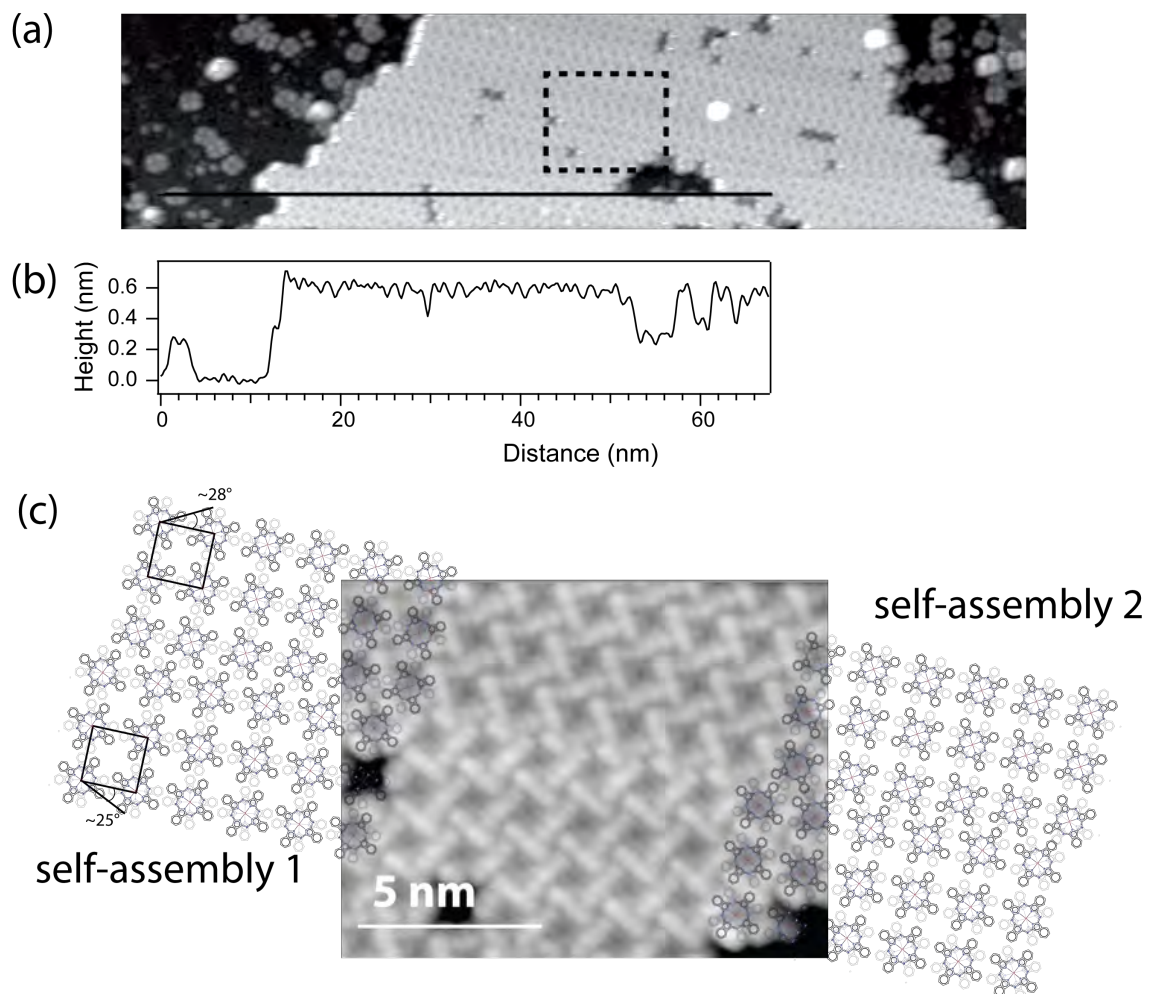 (a)
(b)
Height (nm)
0.6
0.4
0.2
0.0
0 20 40 60
Distance (nm)
(c)
~28°
self-assembly 2
~25°
self-assembly 1
5 nm